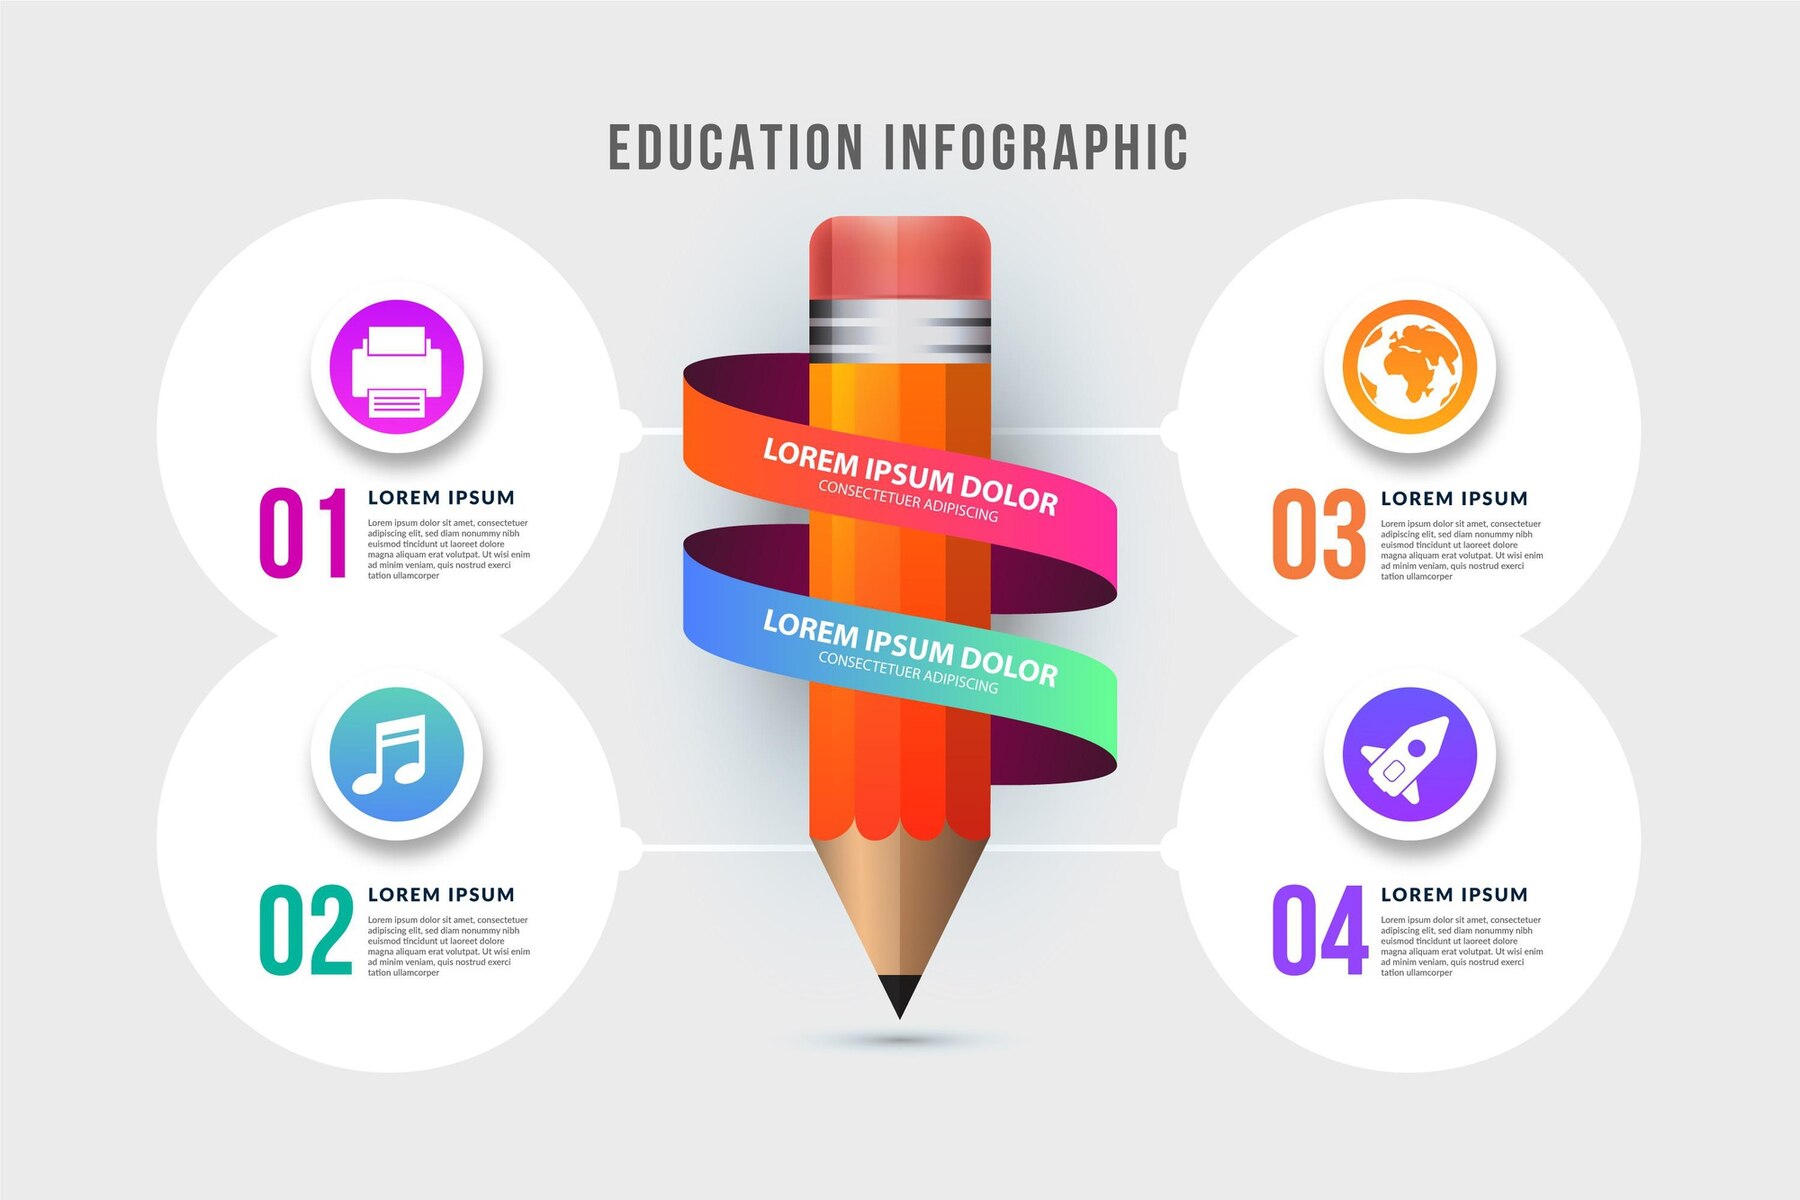 EDUCATION INFOGRAPHIC
01
LOREM IPSUM
Lorem ipsum dolor sit amet, consectetuer
adipiscing elit, sed diam nonummy nibh
euismod tincidunt ut laoreet dolore
magna aliquam erat volutpat. Ut wisi enim
ad minim veniam, quis nostrud exerci
tation ullamcorper
02
LOREM IPSUM
Lorem ipsum dolor sit amet, consectetuer
adipiscing elit, sed diam nonummy nibh
euismod tincidunt ut laoreet dolore
magna aliquam erat volutpat. Ut wisi enim
ad minim veniam, quis nostrud exerci
tation ullamcorper
LOREM IPSUM DOLOR
CONSECTETUER ADIPISCING
LOREM IPSUM DOLOR
CONSECTETUER ADIPISCING
03
LOREM IPSUM
Lorem ipsum dolor sit amet, consectetuer
adipiscing elit, sed diam nonummy nibh
euismod tincidunt ut laoreet dolore
magna aliquam erat volutpat. Ut wisi enim
ad minim veniam, quis nostrud exerci
tation ullamcorper
04
LOREM IPSUM
Lorem ipsum dolor sit amet, consectetuer
adipiscing elit, sed diam nonummy nibh
euismod tincidunt ut laoreet dolore
magna aliquam erat volutpat. Ut wisi enim
ad minim veniam, quis nostrud exerci
tation ullamcorper